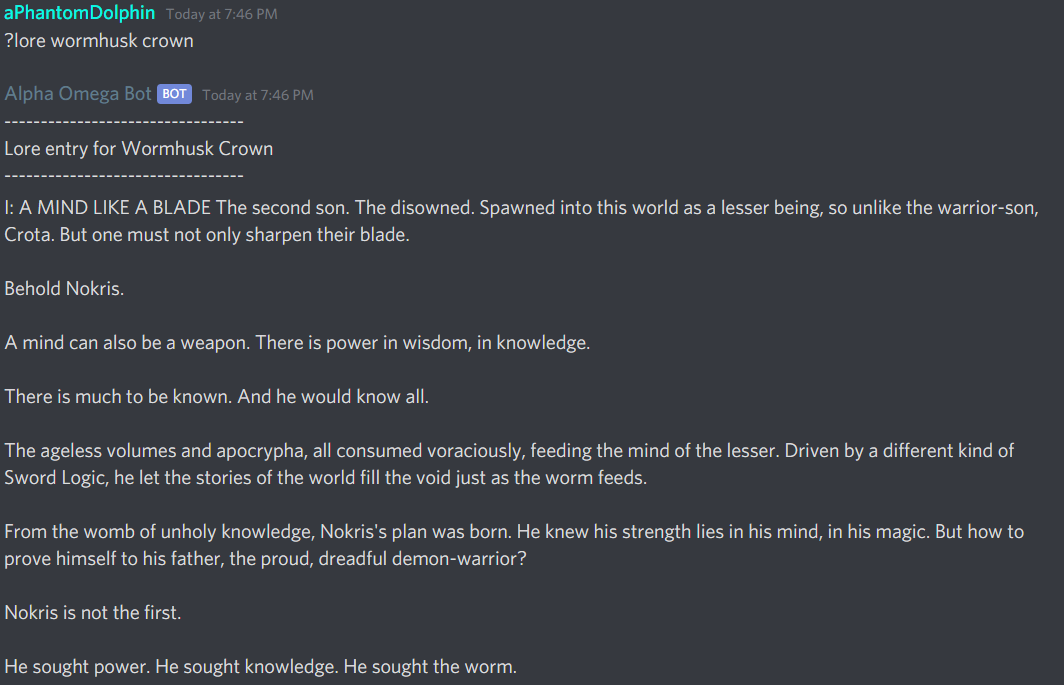 aPhantomDolphin Today at 7:46 PM
?lore wormhusk crown
Alpha Omega Bot BOT Today at 7:46 PM
---------------------------------
Lore entry for Wormhusk Crown
---------------------------------
I: A MIND LIKE A BLADE The second son. The disowned. Spawned into this world as a lesser being, so unlike the warrior-son,
Crota. But one must not only sharpen their blade.
Behold Nokris.
A mind can also be a weapon. There is power in wisdom, in knowledge.
There is much to be known. And he would know all.
The ageless volumes and apocrypha, all consumed voraciously, feeding the mind of the lesser. Driven by a different kind of
Sword Logic, he let the stories of the world fill the void just as the worm feeds.
From the womb of unholy knowledge, Nokris's plan was born. He knew his strength lies in his mind, in his magic. But how to
prove himself to his father, the proud, dreadful demon-warrior?
Nokris is not the first.
He sought power. He sought knowledge. He sought the worm.